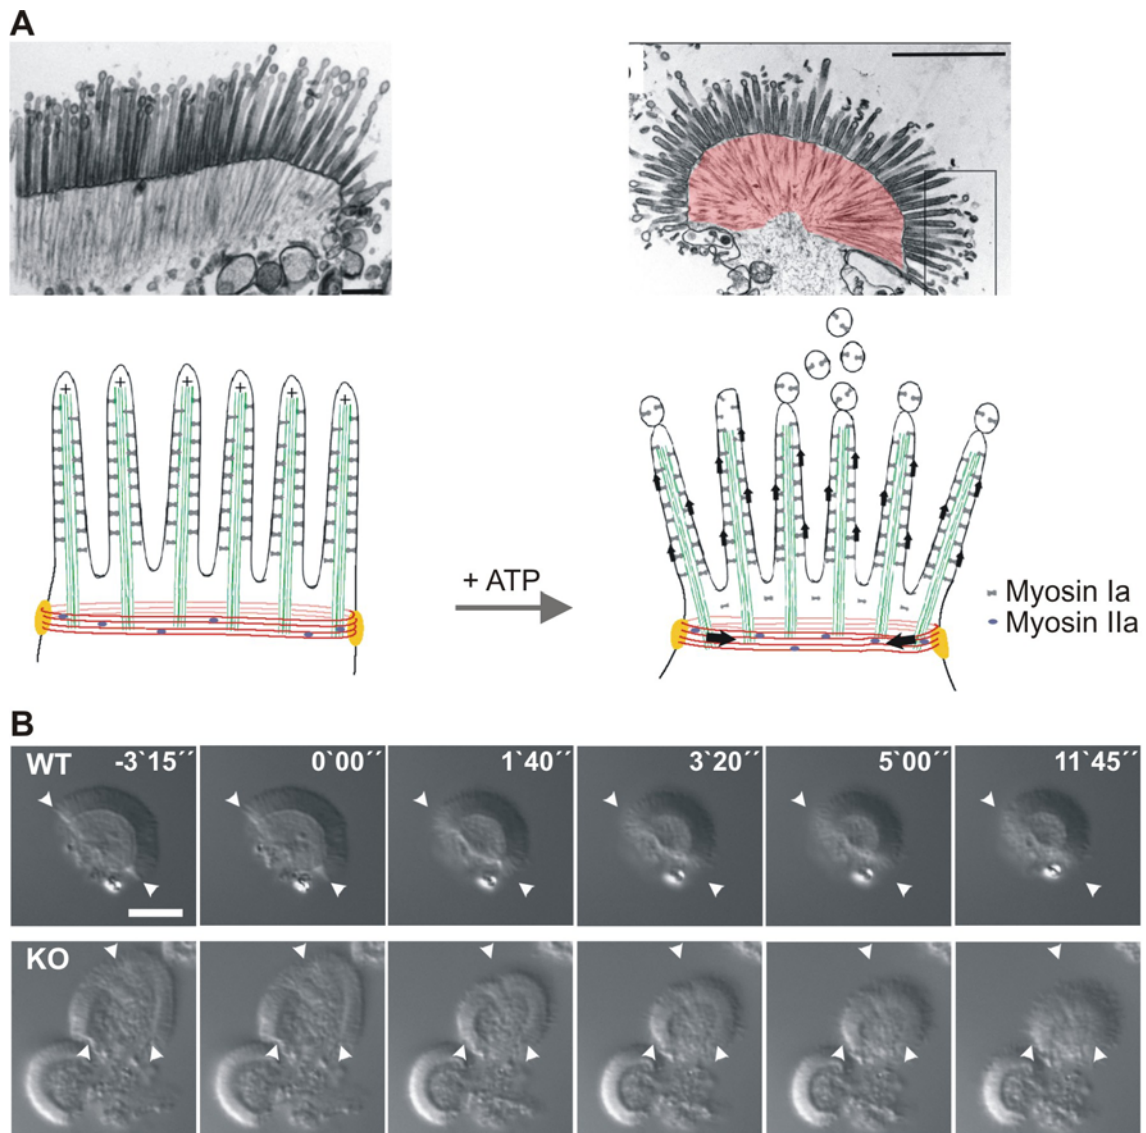 A
+ + + + + +
+ ATP
Myosin Ia
Myosin IIa
B
WT -3`15´´ 0`00´´ 1`40´´ 3`20´´ 5`00´´ 11`45´´
KO